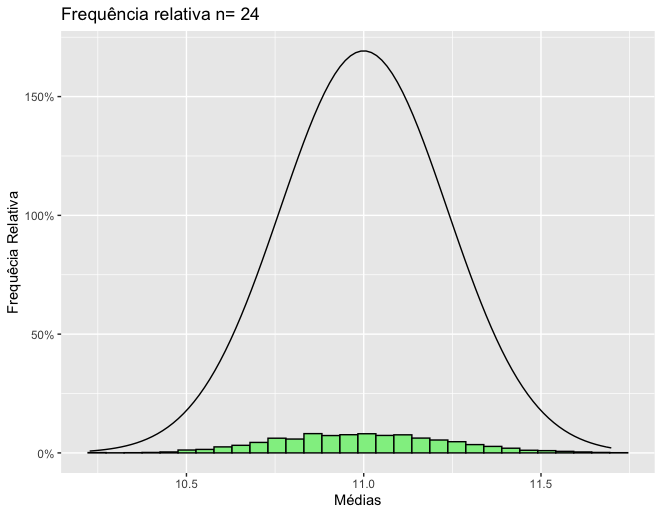 Frequência relativa n= 24
Frequêcia Relativa
150%
100%
50%
0%
10.5
11.0
11.5
Médias